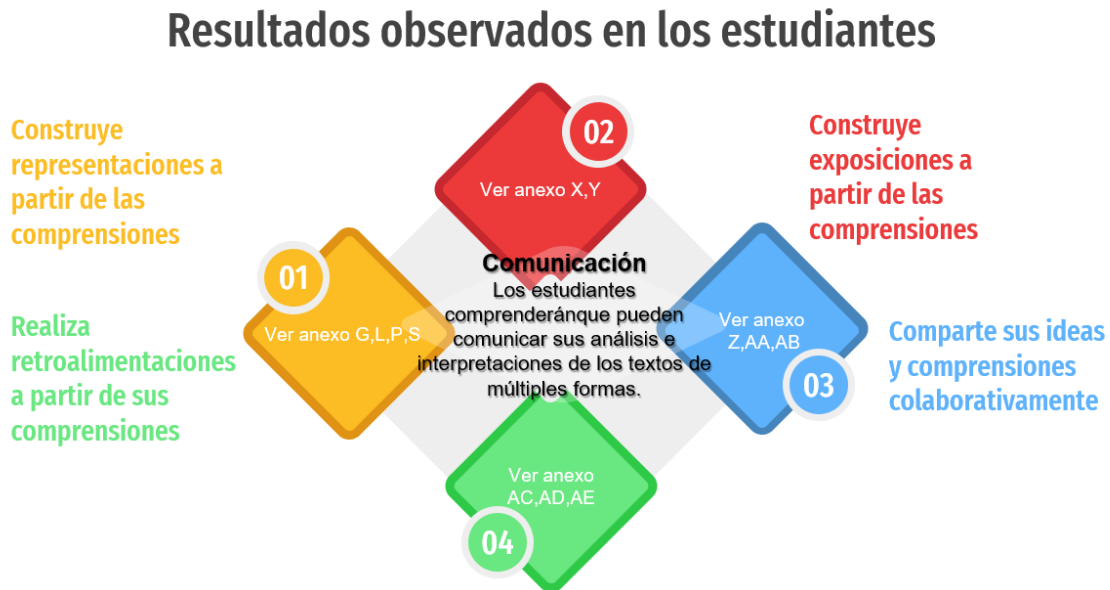 Resultados observados en los estudiantes
Construye
representaciones a
partir de las
comprensiones
01
Ver anexo G,L,P,S
02
Ver anexo X,Y
Construye
exposiciones a
partir de las
comprensiones
Comunicación
Los estudiantes
comprenderánque pueden
comunicar sus análisis e
interpretaciones de los textos de
múltiples formas.
Ver anexo
Z,AA,AB
03
Comparte sus ideas
y comprensiones
colaborativamente
Realiza
retroalimentaciones
a partir de sus
comprensiones
Ver anexo
AC,AD,AE
04